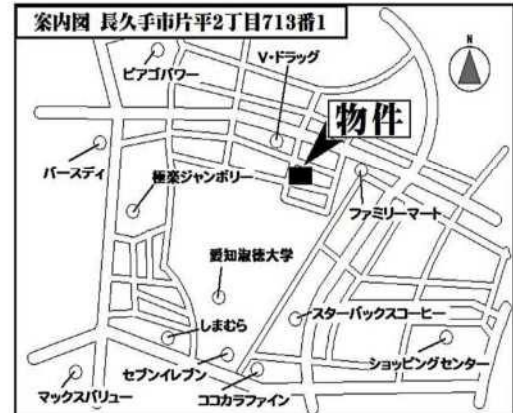 案内図 長久手市片平2丁目713番1
N
V・ドラッグ
ピアゴパワー
物件
バースデイ
極楽ジャンボリー
ファミリーマート
愛知淑徳大学
スターバックスコーヒー
しまむら
ショッピングセンター
セブンイレブン
マックスバリュー
ココカラファイン